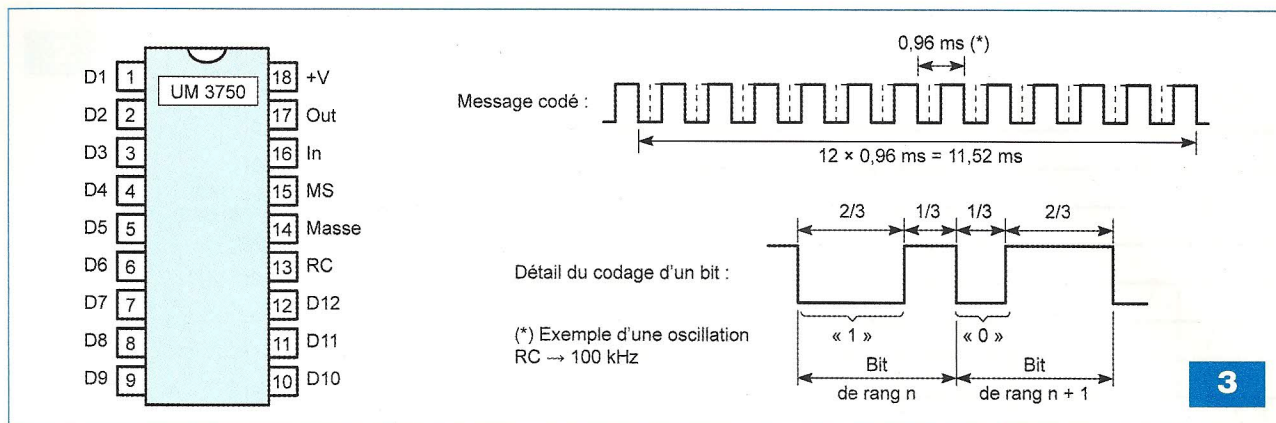 UM 3750
D1 1 18 +V
D2 2 17 Out
D3 3 16 In
D4 4 15 MS
D5 5 14 Masse
D6 6 13 RC
D7 7 12 D12
D8 8 11 D11
D9 9 10 D10
0,96 ms (*)
Message codé :
12 × 0,96 ms = 11,52 ms
2/3 1/3 1/3 2/3
Détail du codage d'un bit :
« 1 » « 0 »
(*) Exemple d'une oscillation
RC → 100 kHz
Bit
de rang n
Bit
de rang n + 1
3